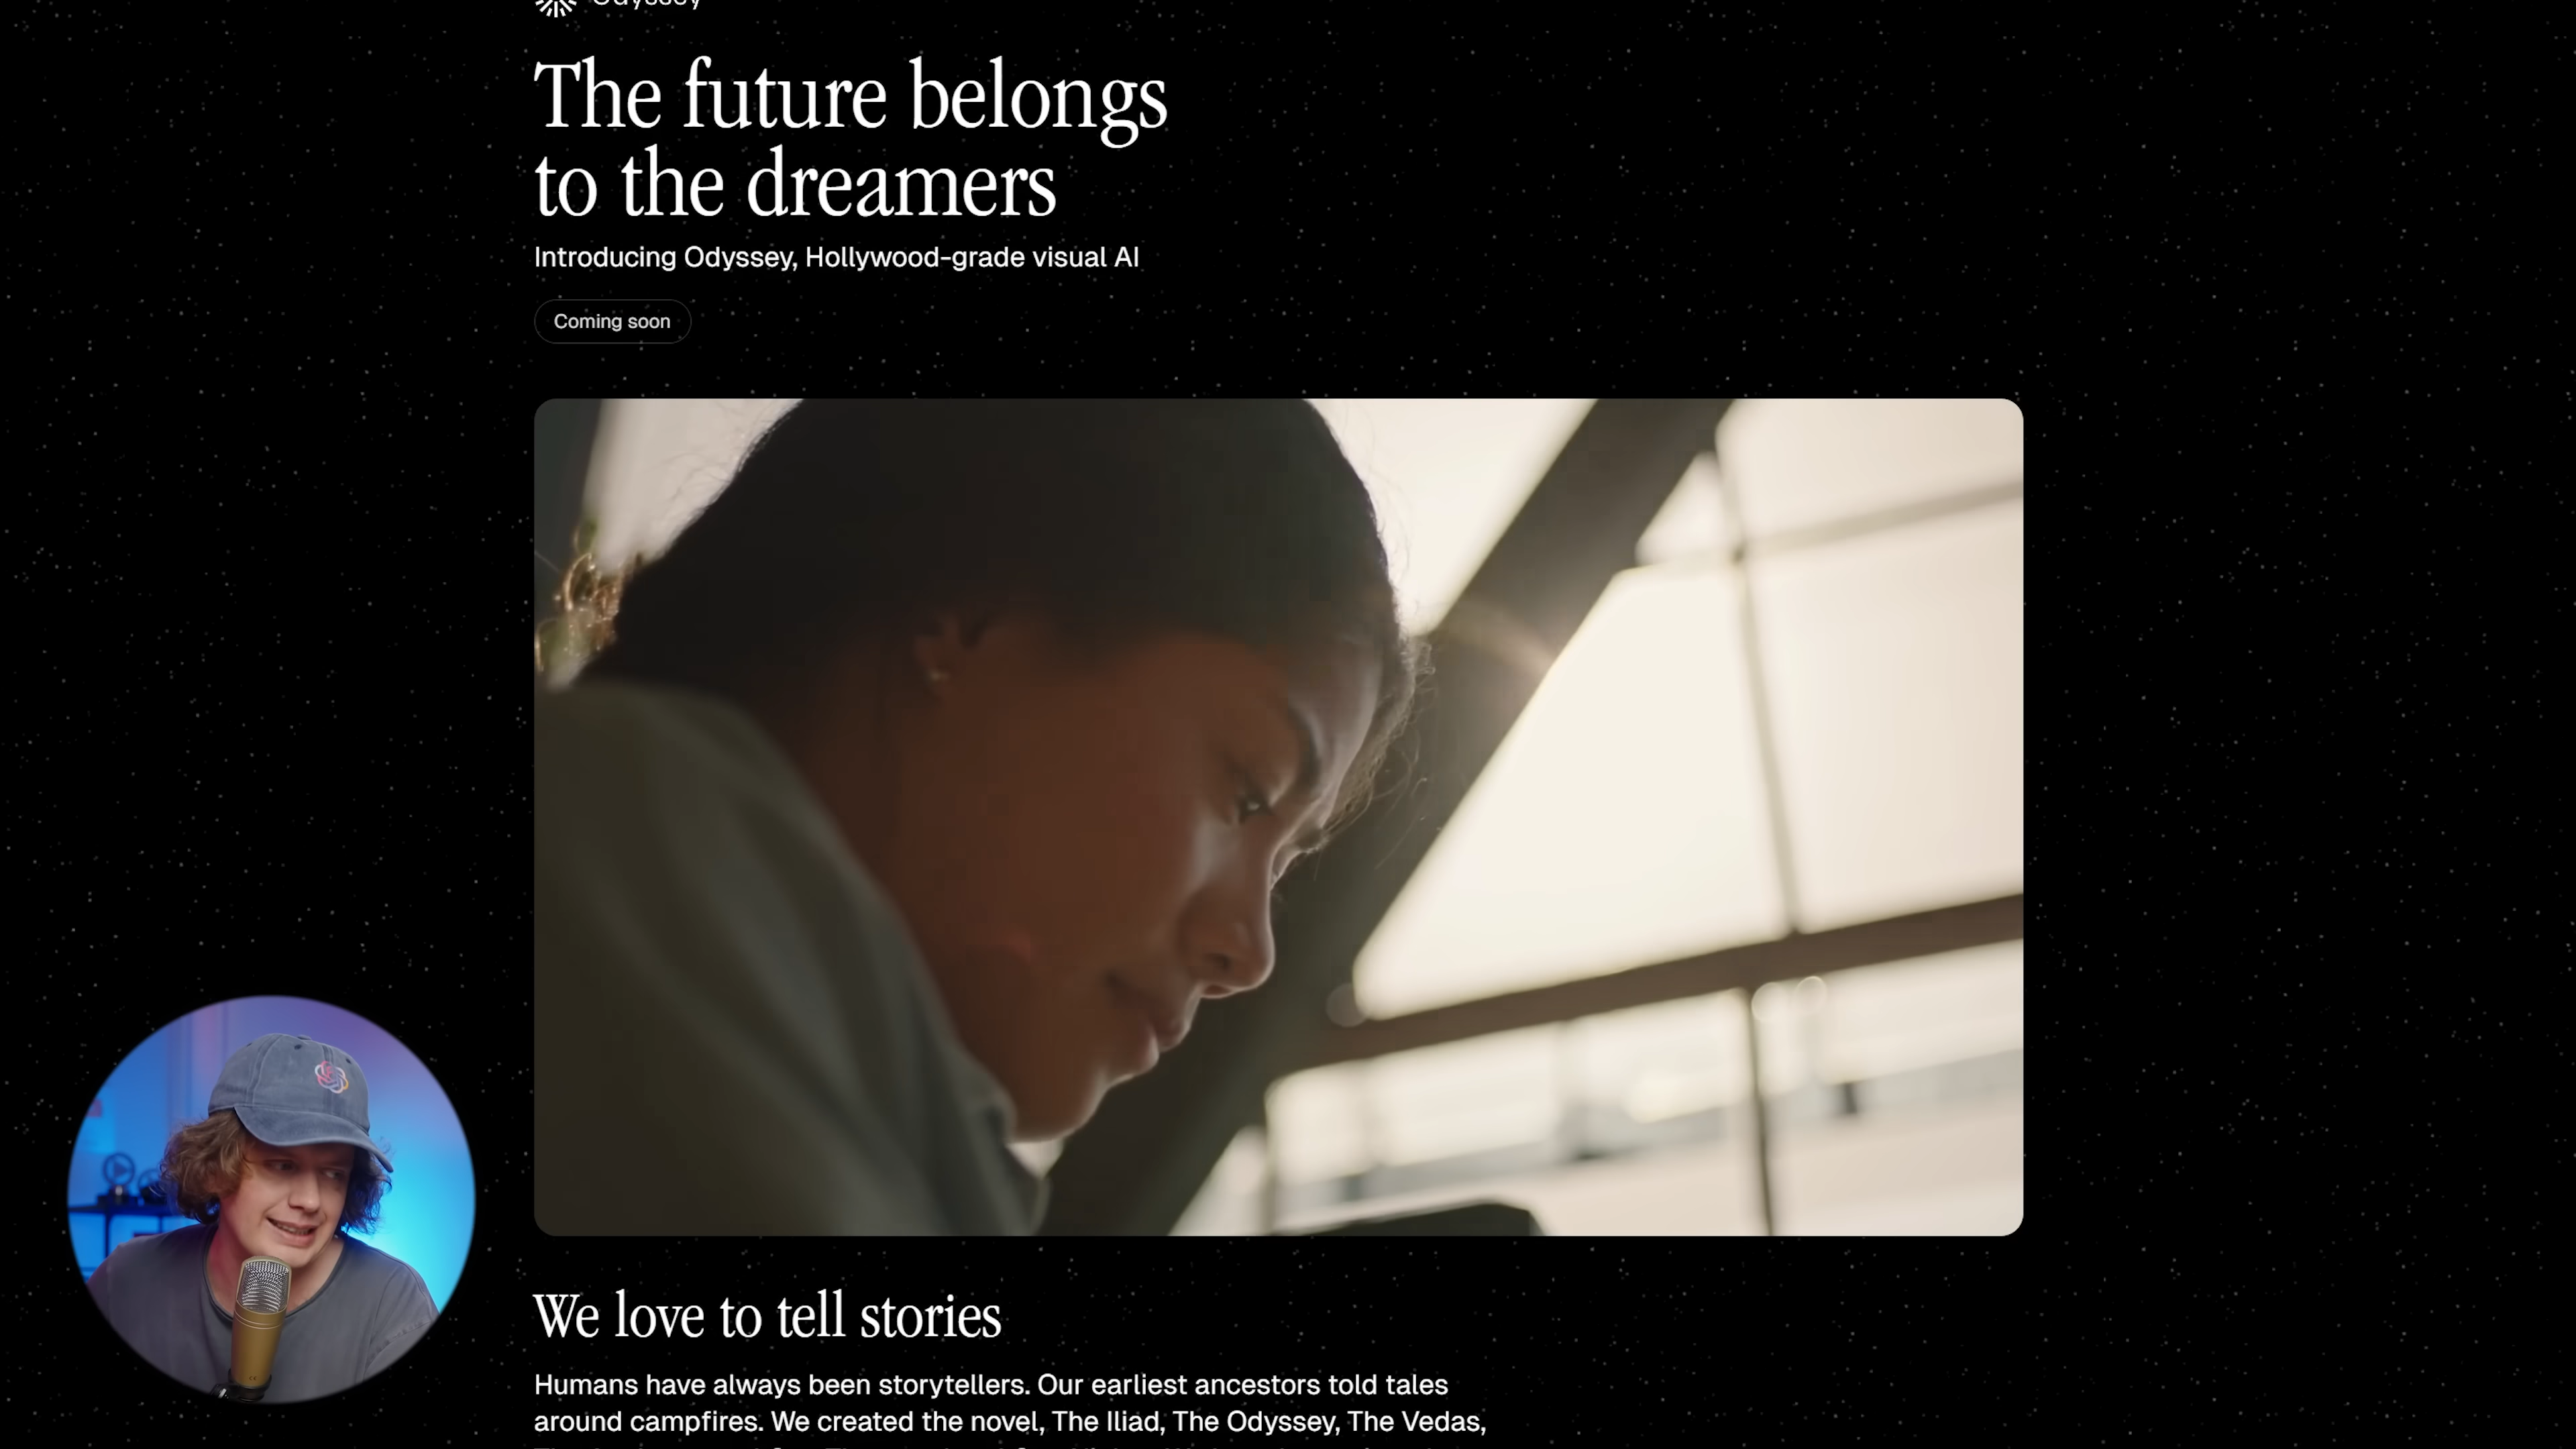 Odyssey
The future belongs
to the dreamers
Introducing Odyssey, Hollywood-grade visual AI
Coming soon
We love to tell stories
Humans have always been storytellers. Our earliest ancestors told tales
around campfires. We created the novel, The Iliad, The Odyssey, The Vedas,